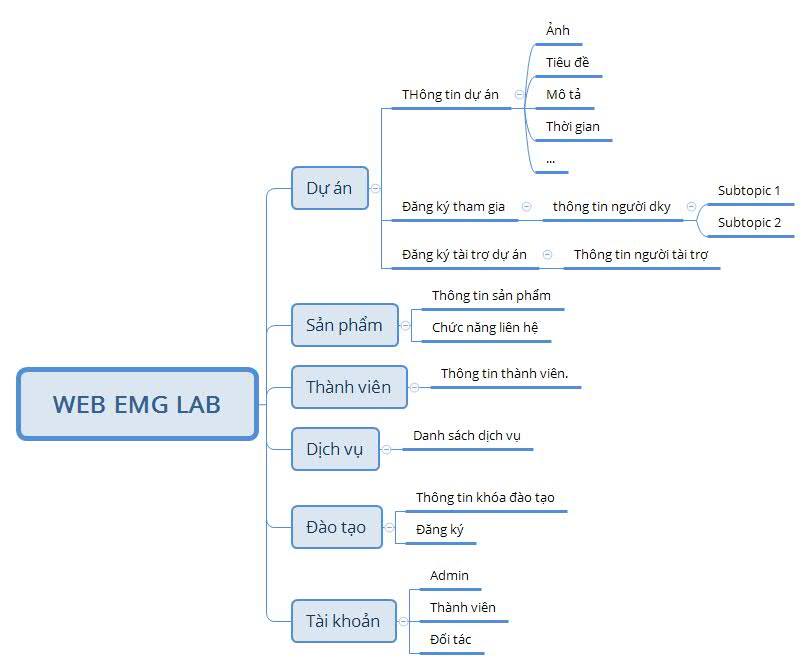 WEB EMG LAB
Dự án
THông tin dự án
Ảnh
Tiêu đề
Mô tả
Thời gian
...
Đăng ký tham gia
thông tin người dky
Subtopic 1
Subtopic 2
Đăng ký tài trợ dự án
Thông tin người tài trợ
Sản phẩm
Thông tin sản phẩm
Chức năng liên hệ
Thành viên
Thông tin thành viên.
Dịch vụ
Danh sách dịch vụ
Đào tạo
Thông tin khóa đào tạo
Đăng ký
Tài khoản
Admin
Thành viên
Đối tác